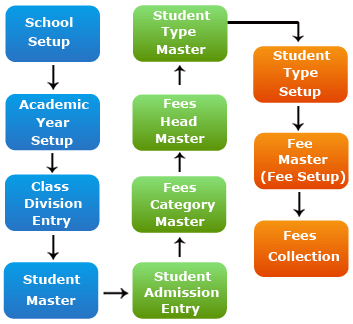 School
Setup
Academic
Year
Setup
Class
Division
Entry
Student
Master
Student
Admission
Entry
Fees
Category
Master
Fees
Head
Master
Student
Type
Master
Student
Type
Setup
Fee
Master
(Fee Setup)
Fees
Collection